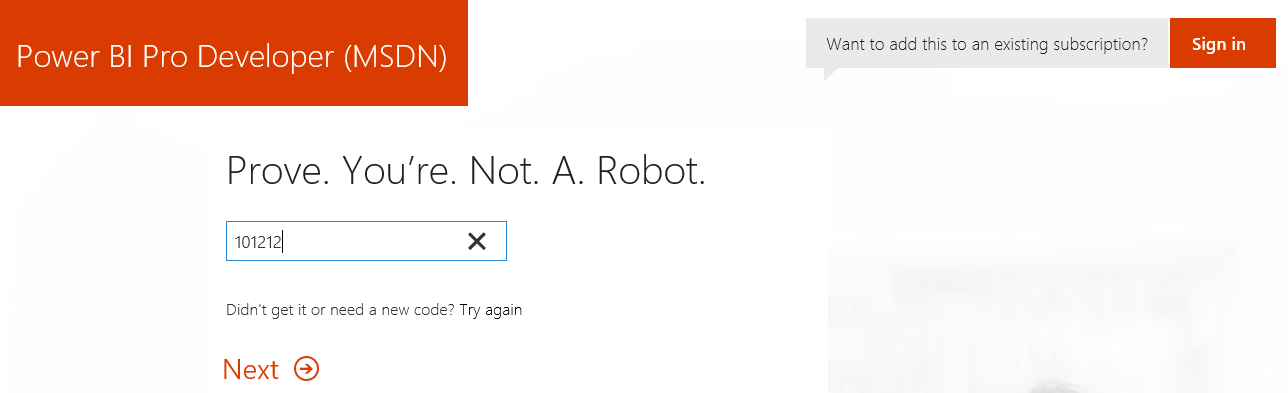 Power BI Pro Developer (MSDN)
Want to add this to an existing subscription?
Sign in
Prove. You're. Not. A. Robot.
101212
Didn't get it or need a new code? Try again
Next